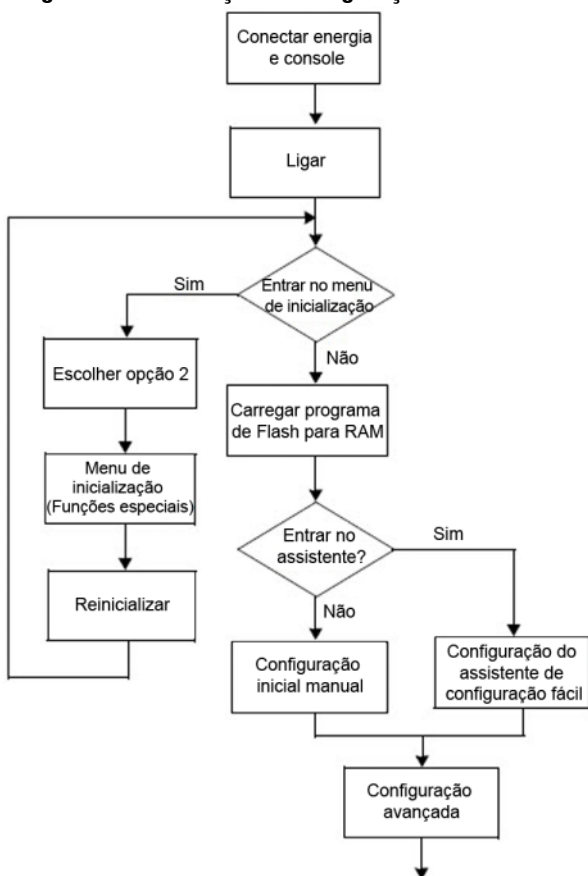 Conectar energia
e console
Ligar
Sim
Entrar no menu
de inicialização
Não
Escolher opção 2
Carregar programa
de Flash para RAM
Menu de
inicialização
(Funções especiais)
Entrar no
assistente?
Sim
Reinicializar
Não
Configuração
inicial manual
Configuração do
assistente de
configuração fácil
Configuração
avançada